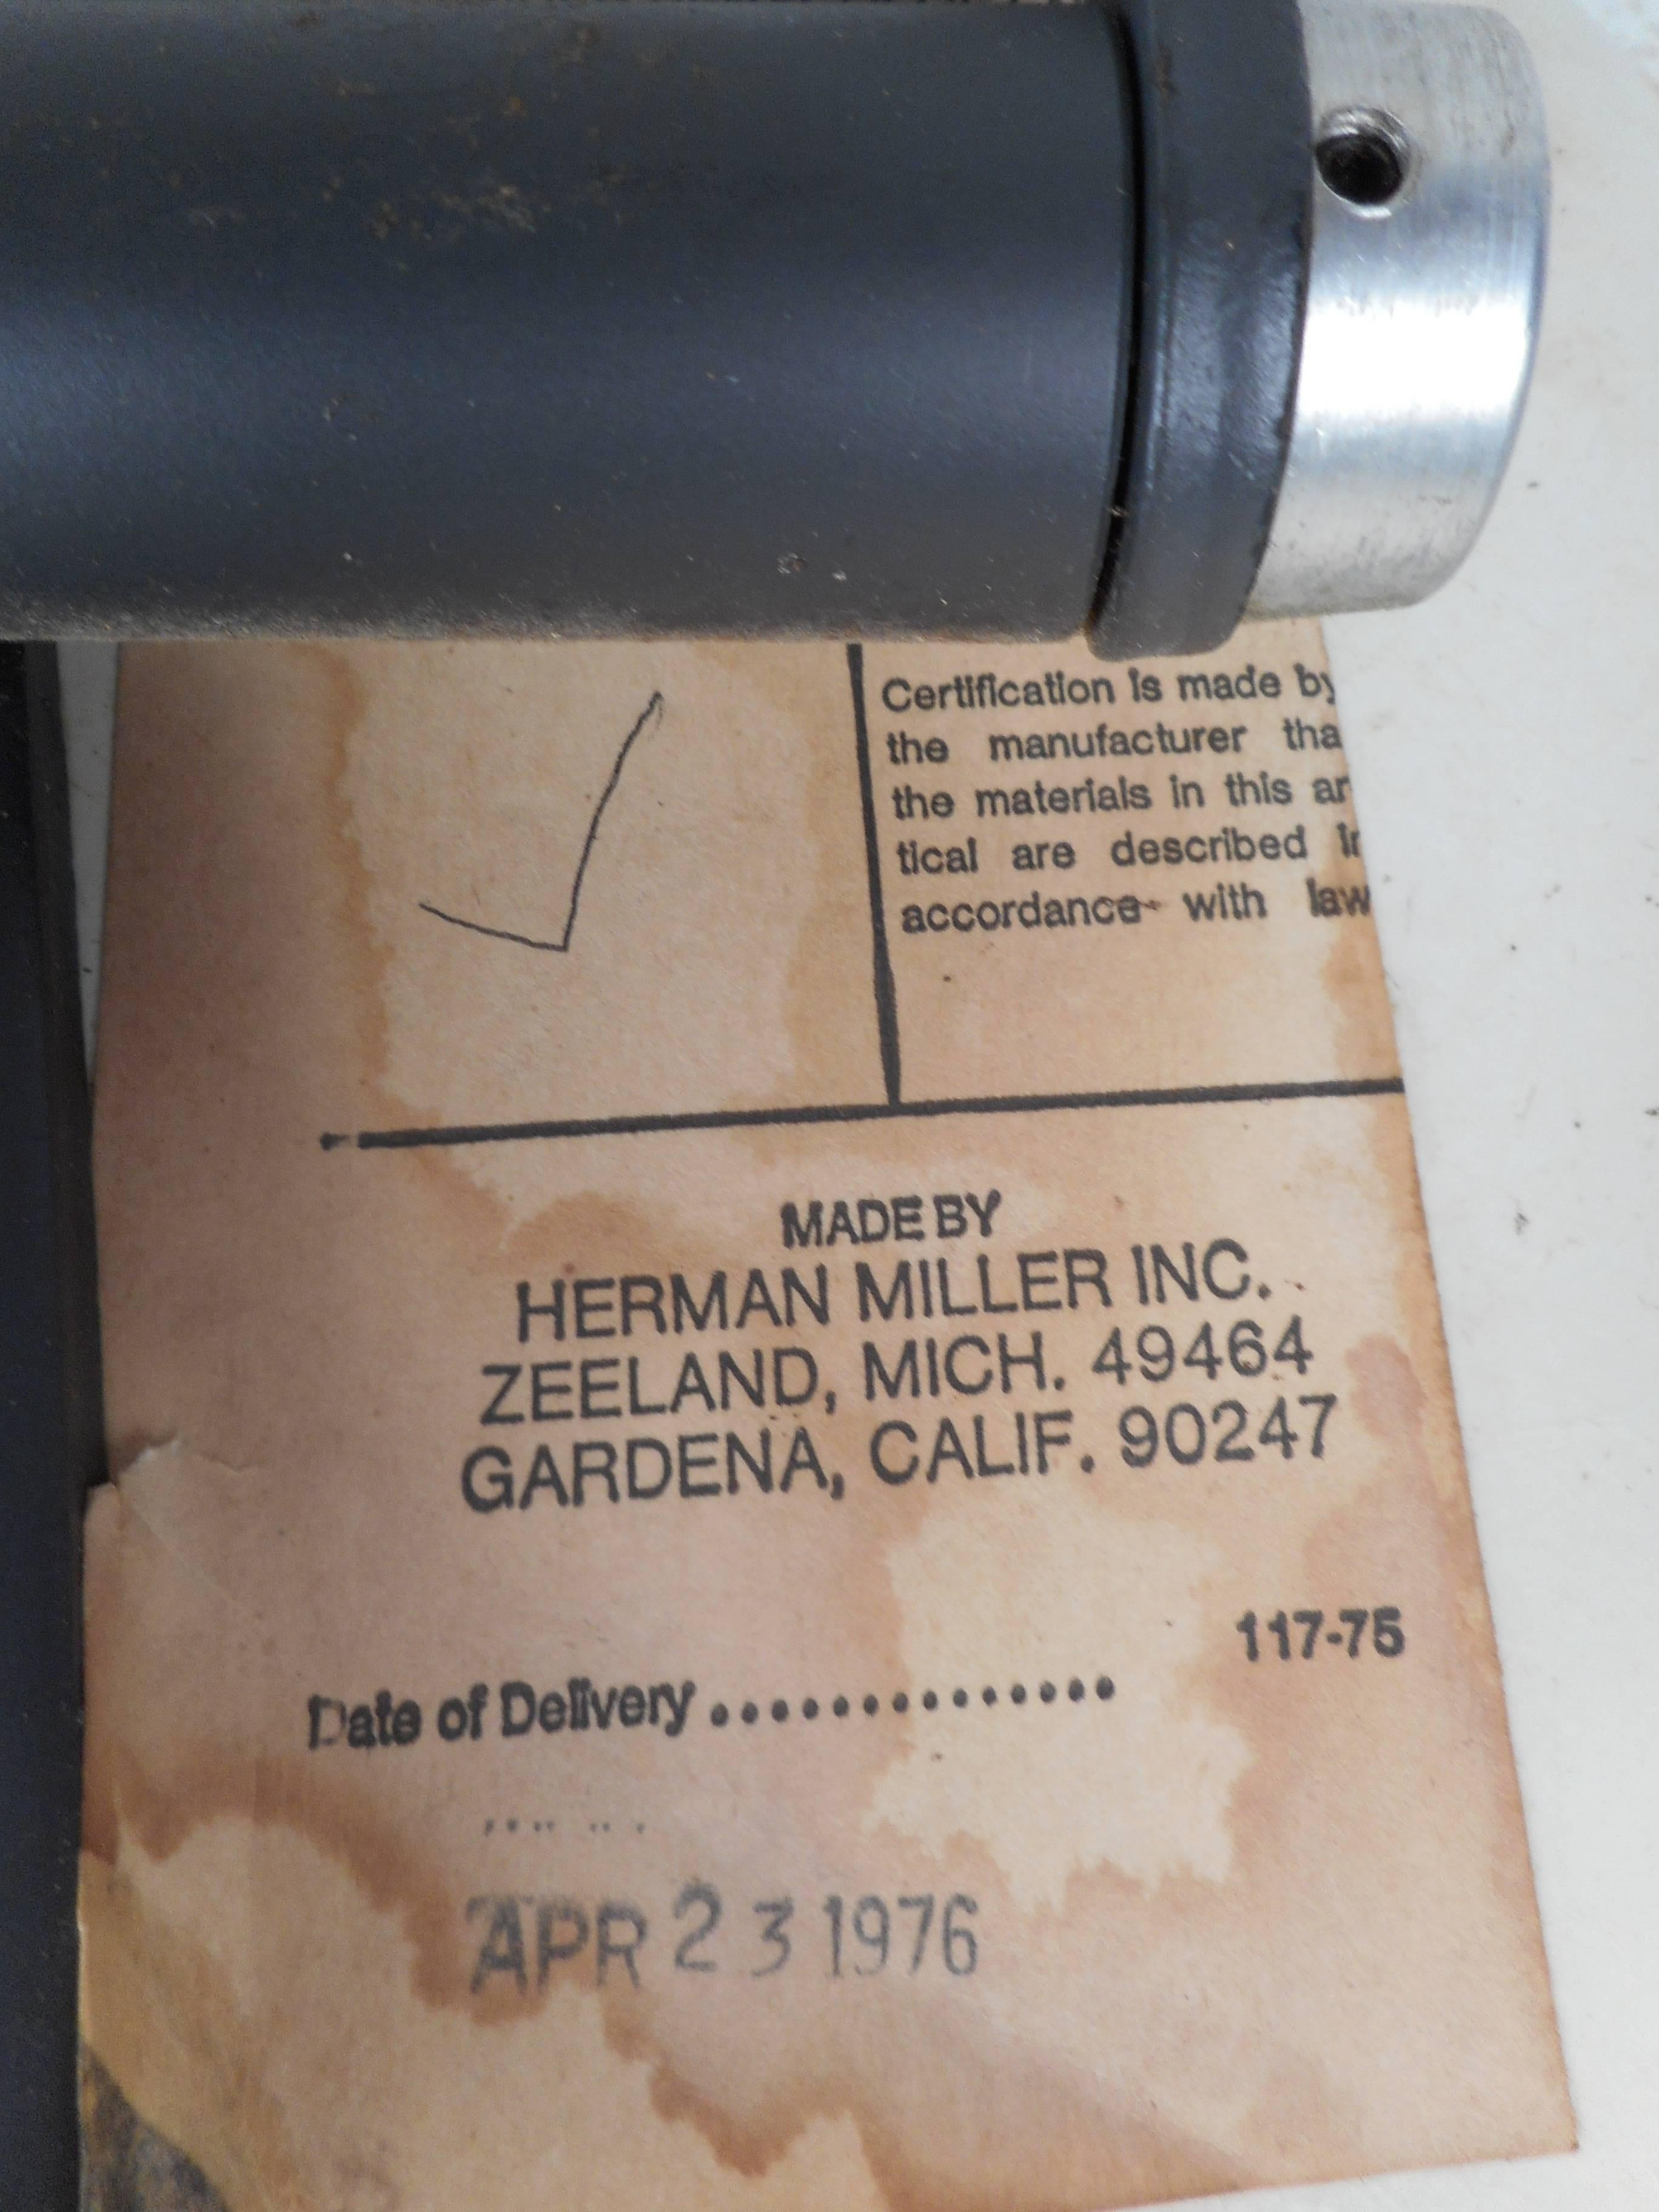 Certification is made by
the manufacturer tha
the materials in this ar
tical are described in
accordance with law
MADE BY
HERMAN MILLER INC.
ZEELAND, MICH. 49464
GARDENA, CALIF. 90247
117-75
Date of Delivery..............
APR 23 1976